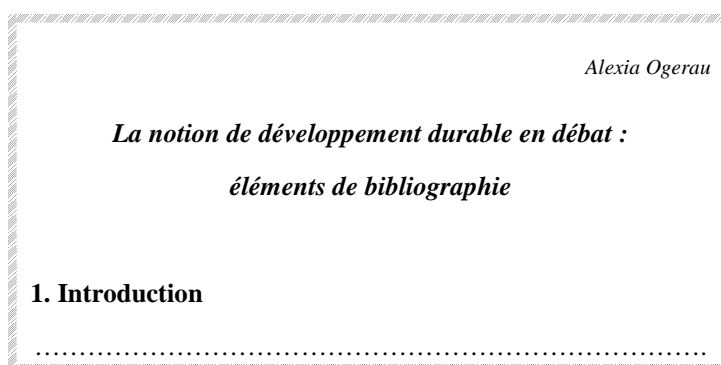 Alexia Ogerau
La notion de développement durable en débat :
éléments de bibliographie
1. Introduction
……………………………………………………………………….